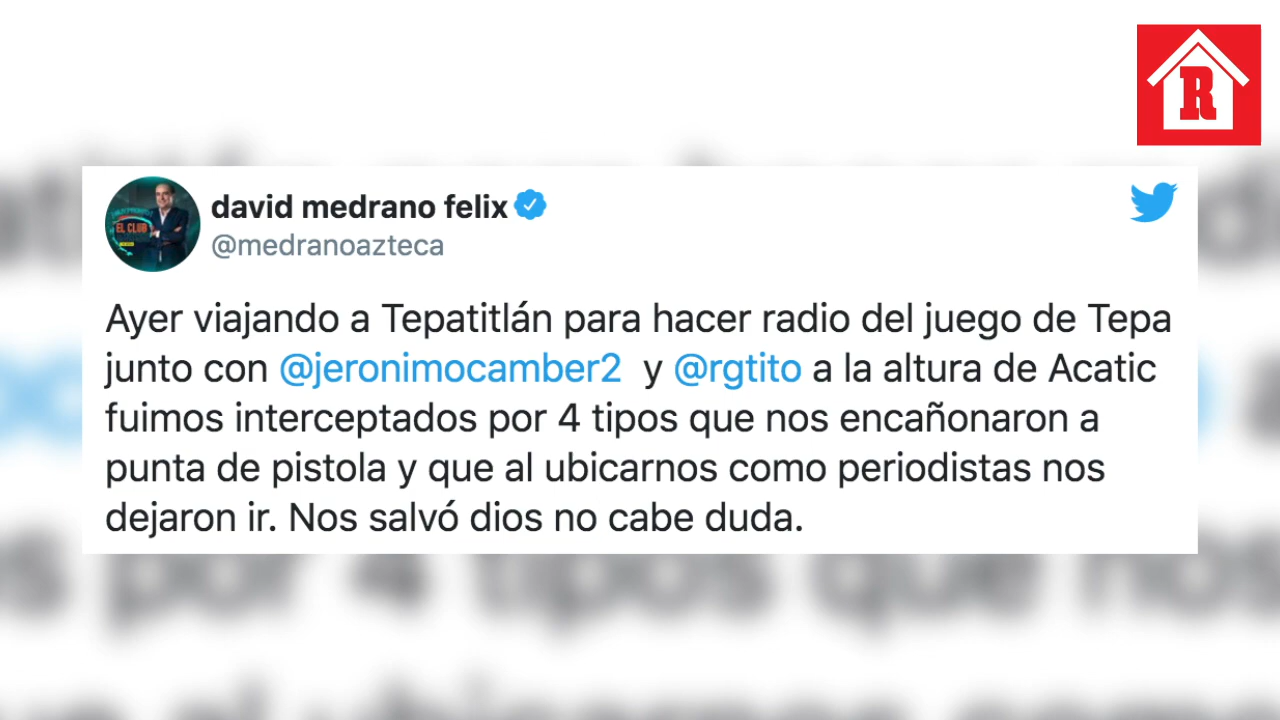 R
david medrano felix
EL CLUB
@medranoazteca
Ayer viajando a Tepatitlán para hacer radio del juego de Tepa
junto con @jeronimocamber2 y @rgtito a la altura de Acatic
fuimos interceptados por 4 tipos que nos encañonaron a
punta de pistola y que al ubicarnos como periodistas nos
dejaron ir. Nos salvó dios no cabe duda.